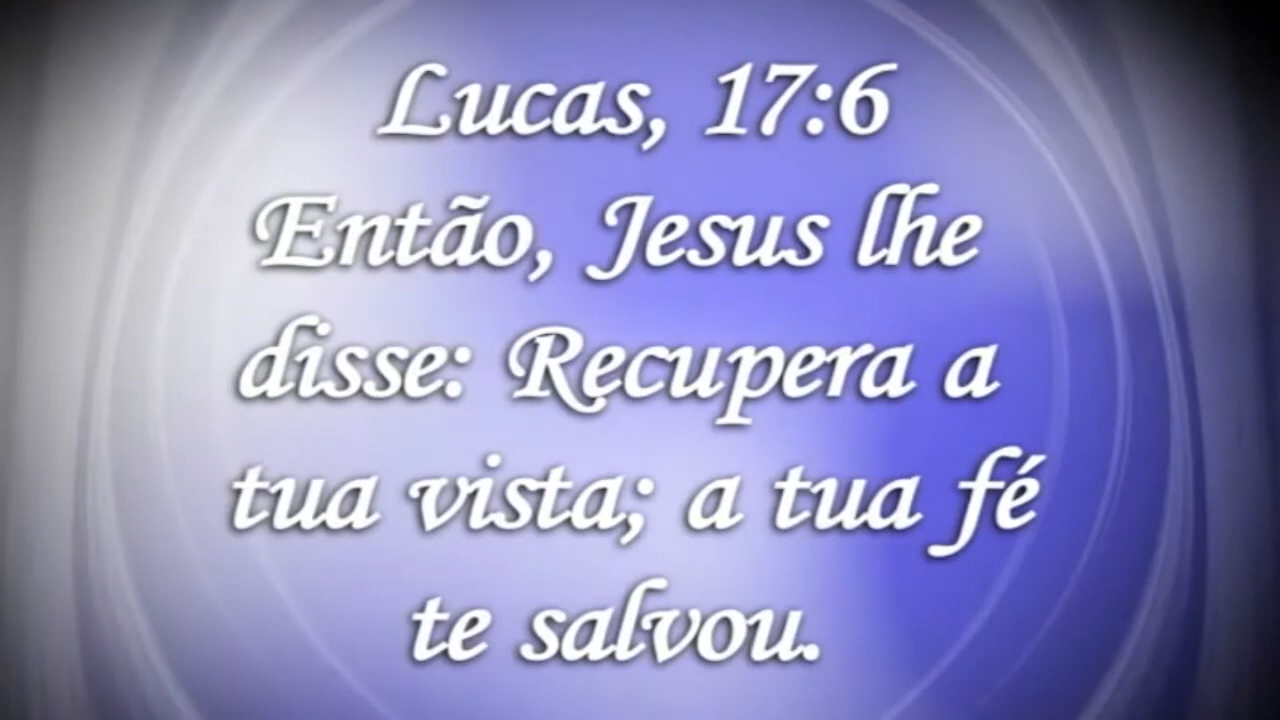 Lucas, 17:6
Então, Jesus lhe
disse: Recupera a
tua vista; a tua fé
te salvou.